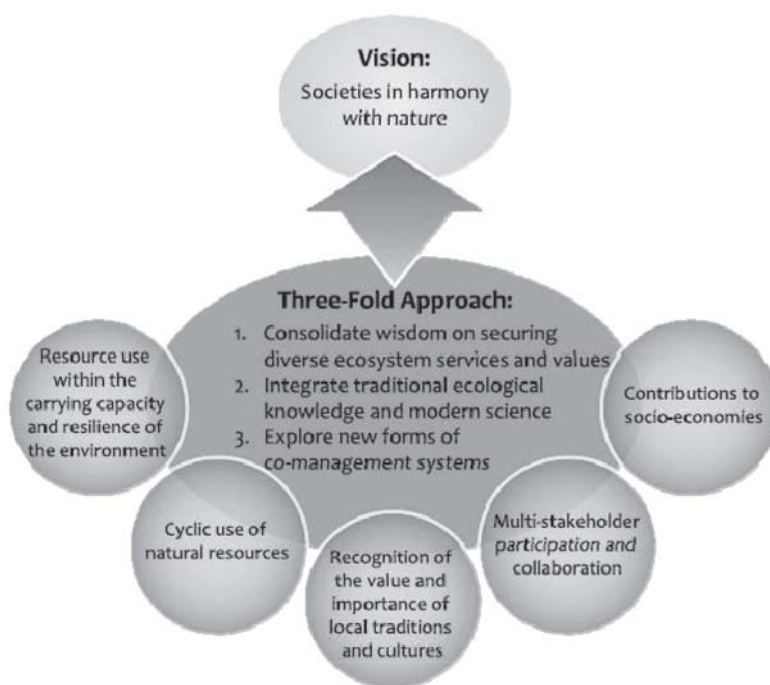 Vision:
Societies in harmony
with nature
Three-Fold Approach:
1. Consolidate wisdom on securing
diverse ecosystem services and values
2. Integrate traditional ecological
knowledge and modern science
3. Explore new forms of
co-management systems
Resource use
within the
carrying capacity
and resilience of
the environment
Cyclic use of
natural resources
Recognition of
the value and
importance of
local traditions
and cultures
Multi-stakeholder
participation and
collaboration
Contributions to
socio-economies